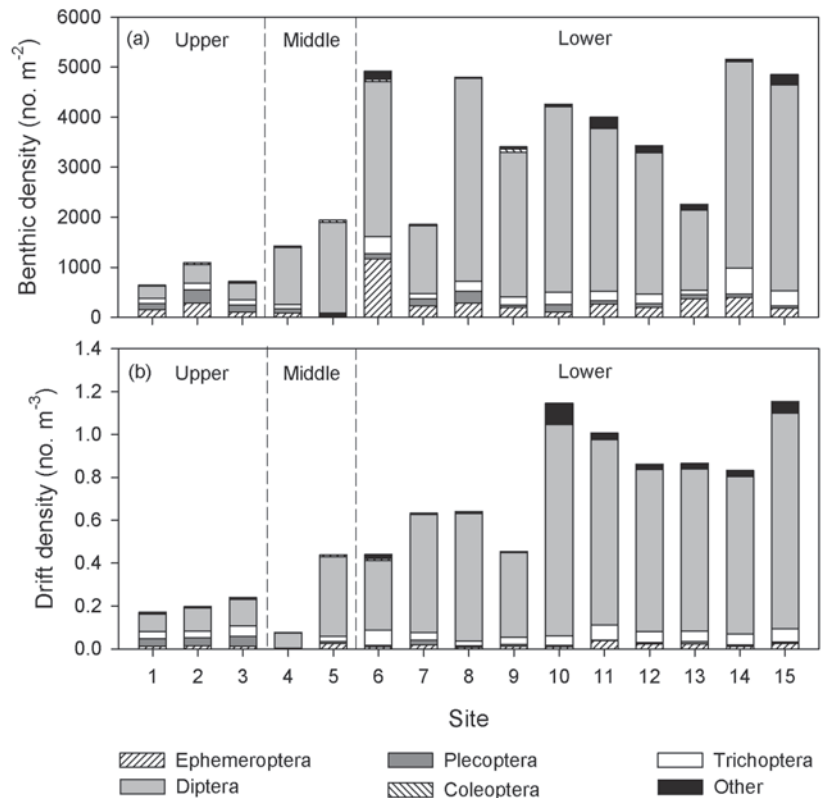 6000
5000
4000
3000
2000
1000
0
Benthic density (no. m-2)
(a)
Upper
Middle
Lower
1.4
1.2
1.0
0.8
0.6
0.4
0.2
0.0
Drift density (no. m-3)
(b)
Upper
Middle
Lower
1 2 3 4 5 6 7 8 9 10 11 12 13 14 15
Site
Ephemeroptera Plecoptera Trichoptera
Diptera Coleoptera Other